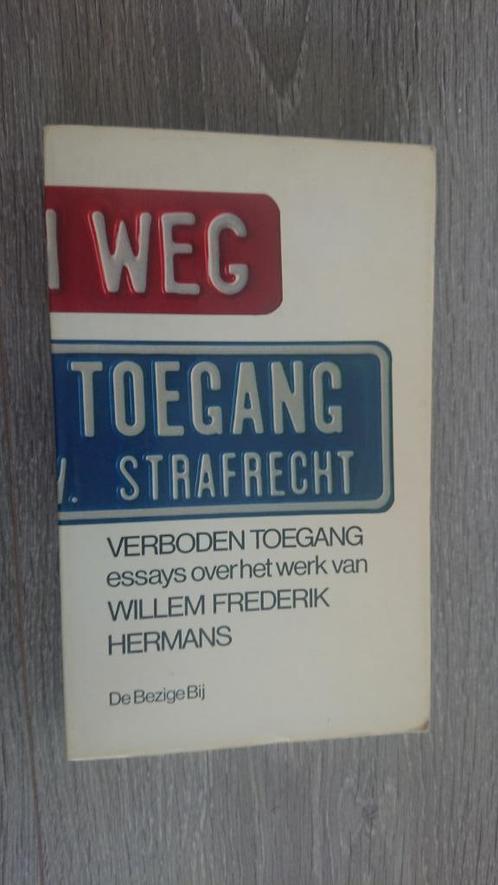 WEG
TOEGANG
. STRAFRECHT
VERBODEN TOEGANG
essays over het werk van
WILLEM FREDERIK
HERMANS
De Bezige Bij